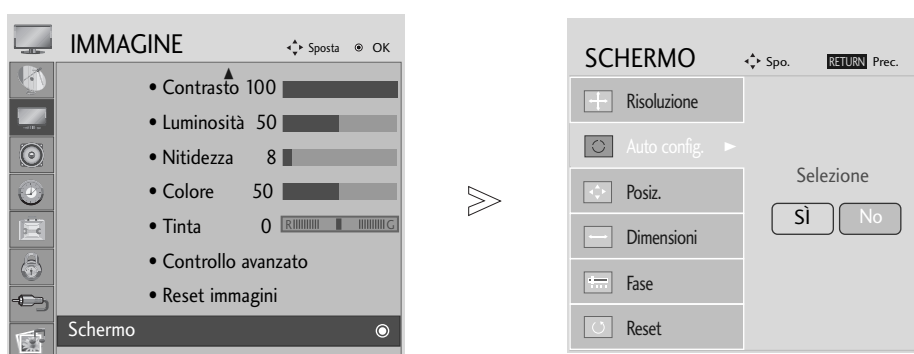 IMMAGINE
Sposta OK
• Contrasto 100
• Luminosità 50
• Nitidezza 8
• Colore 50
• Tinta 0 R G
• Controllo avanzato
• Reset immagini
Schermo
SCHERMO
Spo. RETURN Prec.
Risoluzione
Auto config.
Posiz.
Dimensioni
Fase
Reset
Selezione
SÌ No